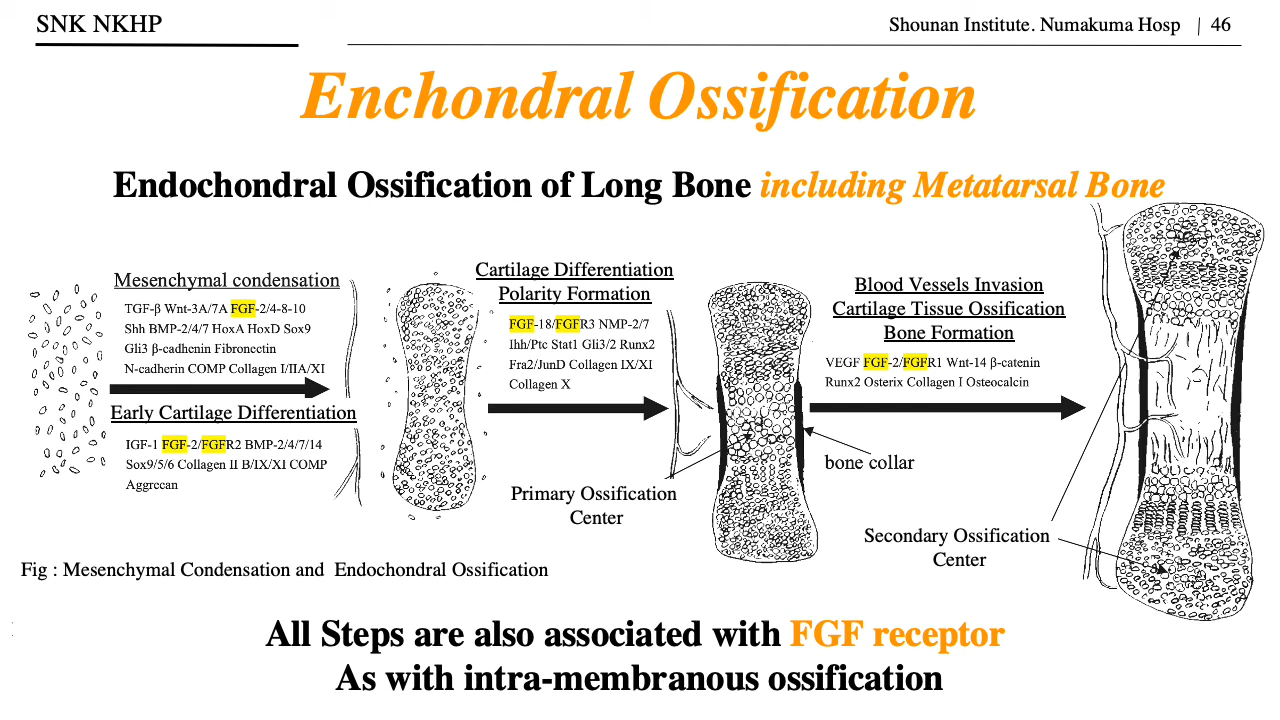 SNK NKHP
Shounan Institute. Numakuma Hosp | 46
Enchondral Ossification
Endochondral Ossification of Long Bone including Metatarsal Bone
Mesenchymal condensation
TGF-β Wnt-3A/7A FGF-2/4-8-10
Shh BMP-2/4/7 HoxA HoxD Sox9
Gli3 β-cadhenin Fibronectin
N-cadherin COMP Collagen I/IIA/XI
Early Cartilage Differentiation
IGF-1 FGF-2/FGFR2 BMP-2/4/7/14
Sox9/5/6 Collagen II B/IX/XI COMP
Aggrecan
Cartilage Differentiation
Polarity Formation
FGF-18/FGFR3 NMP-2/7
Ihh/Ptc Stat1 Gli3/2 Runx2
Fra2/JunD Collagen IX/XI
Collagen X
Primary Ossification
Center
Blood Vessels Invasion
Cartilage Tissue Ossification
Bone Formation
VEGF FGF-2/FGFR1 Wnt-14 β-catenin
Runx2 Osterix Collagen I Osteocalcin
bone collar
Secondary Ossification
Center
Fig : Mesenchymal Condensation and Endochondral Ossification
All Steps are also associated with FGF receptor
As with intra-membranous ossification